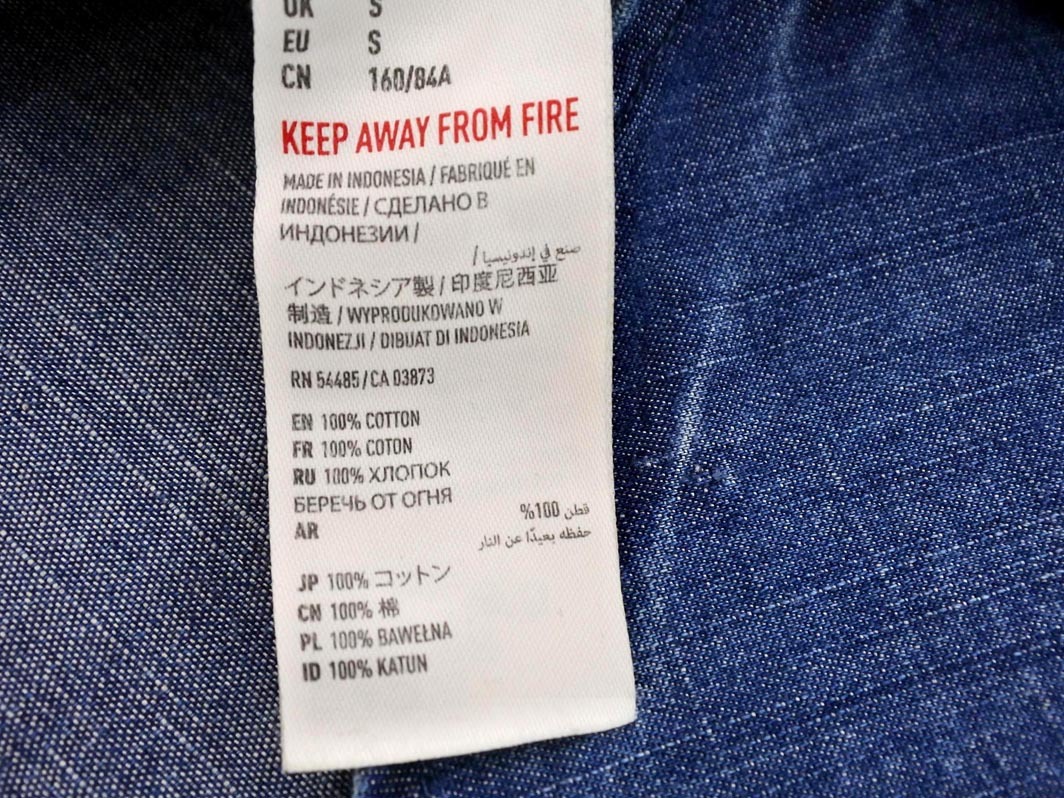 UK S
EU S
CN 160/84A
KEEP AWAY FROM FIRE
MADE IN INDONESIA / FABRIQUÉ EN
INDONÉSIE / СДЕЛАНО В
ИНДОНЕЗИИ /
صنع في إندونيسيا /
インドネシア製 / 印度尼西亚
制造 / WYPRODUKOWANO W
INDONEZJI / DIBUAT DI INDONESIA
RN 54485 / CA 03873
EN 100% COTTON
FR 100% COTON
RU 100% ХЛОПОК
БЕРЕЧЬ ОТ ОГНЯ
AR قطن 100%
حفظه بعيدًا عن النار
JP 100% コットン
CN 100% 棉
PL 100% BAWEŁNA
ID 100% KATUN